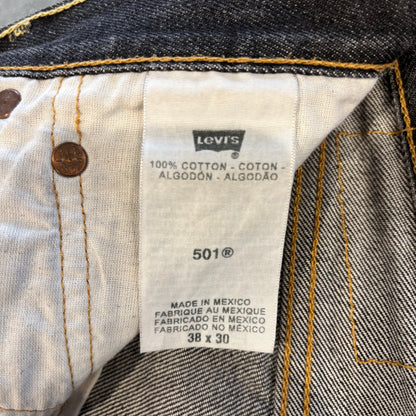 Levi's
®
100% COTTON - COTON -
ALGODÓN - ALGODÃO
501®
MADE IN MEXICO
FABRIQUE AU MEXIQUE
FABRICADO EN MEXICO
FABRICADO NO MÉXICO
38 x 30